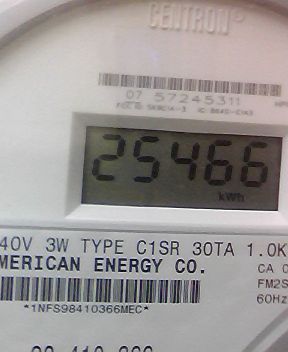 CENTRON®
07 57245311
25466
kWh
40V 3W TYPE C1SR 30TA 1.0K
MERICAN ENERGY CO.
CA 0
FM2S
60Hz
*1NFS98410366MEC*